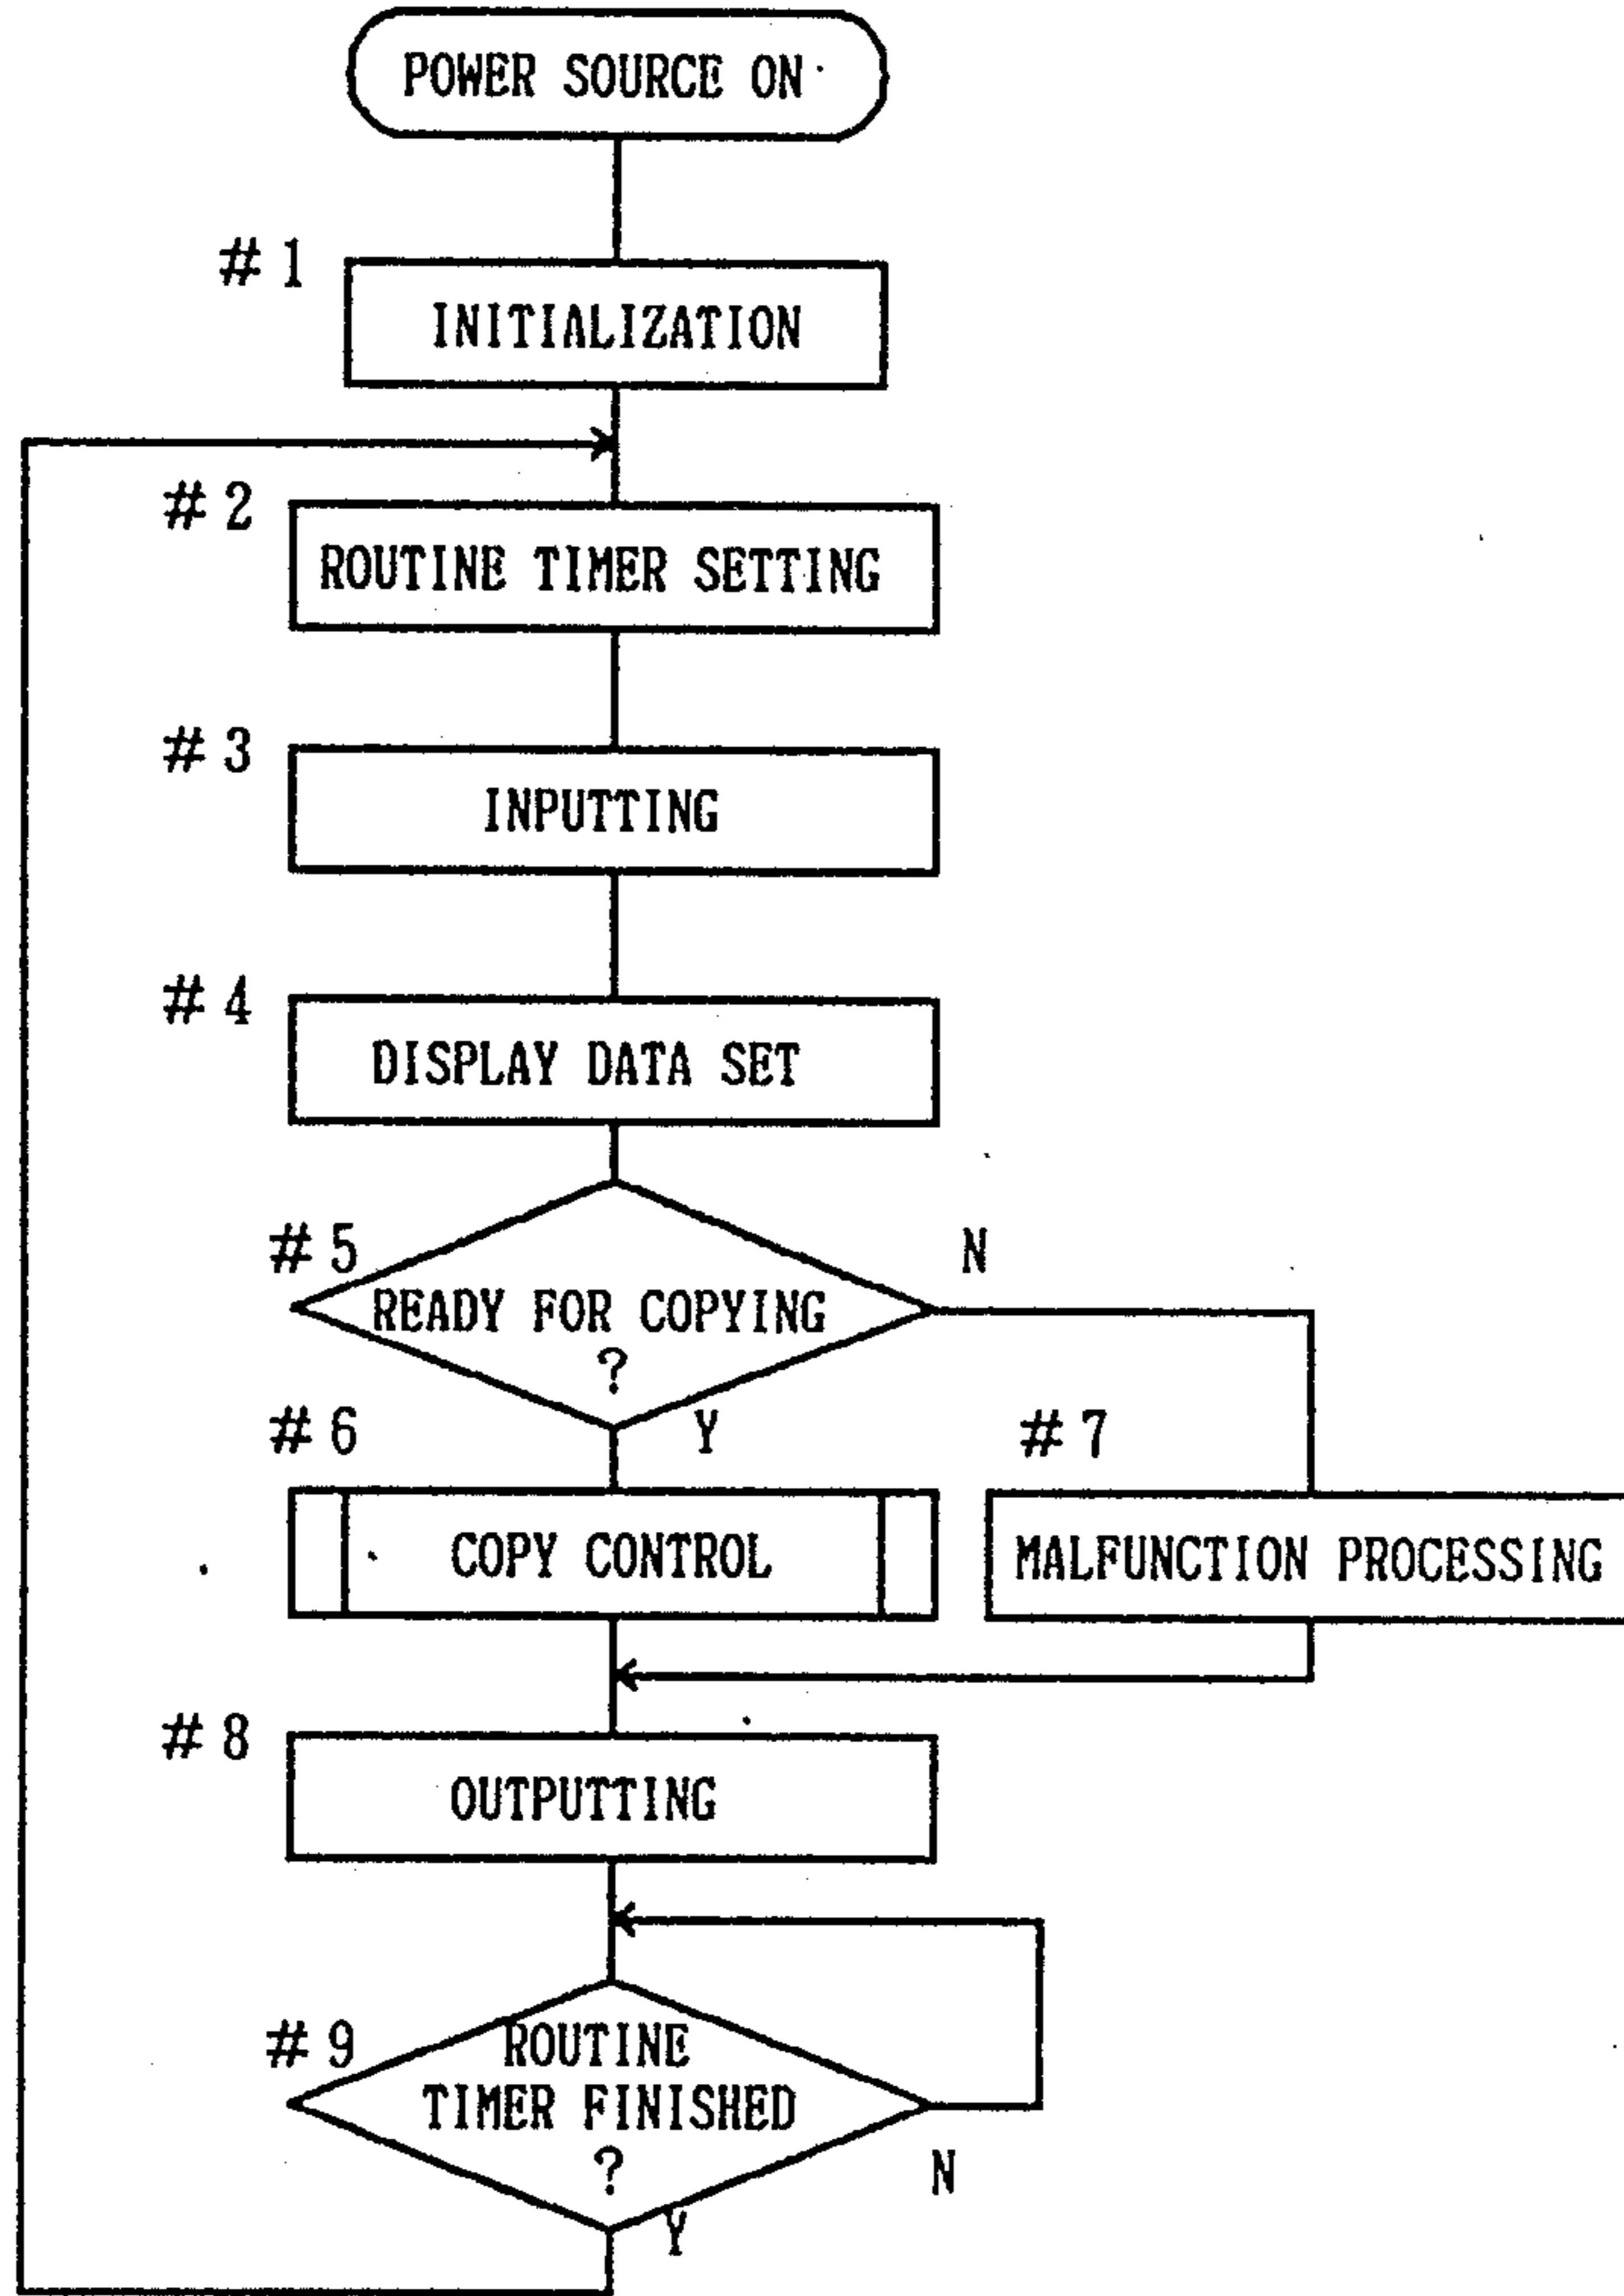 POWER SOURCE ON
# 1
INITIALIZATION
# 2
ROUTINE TIMER SETTING
# 3
INPUTTING
# 4
DISPLAY DATA SET
# 5
N
READY FOR COPYING
?
Y
# 6
# 7
COPY CONTROL
MALFUNCTION PROCESSING
# 8
OUTPUTTING
# 9
ROUTINE
TIMER FINISHED
?
N
Y